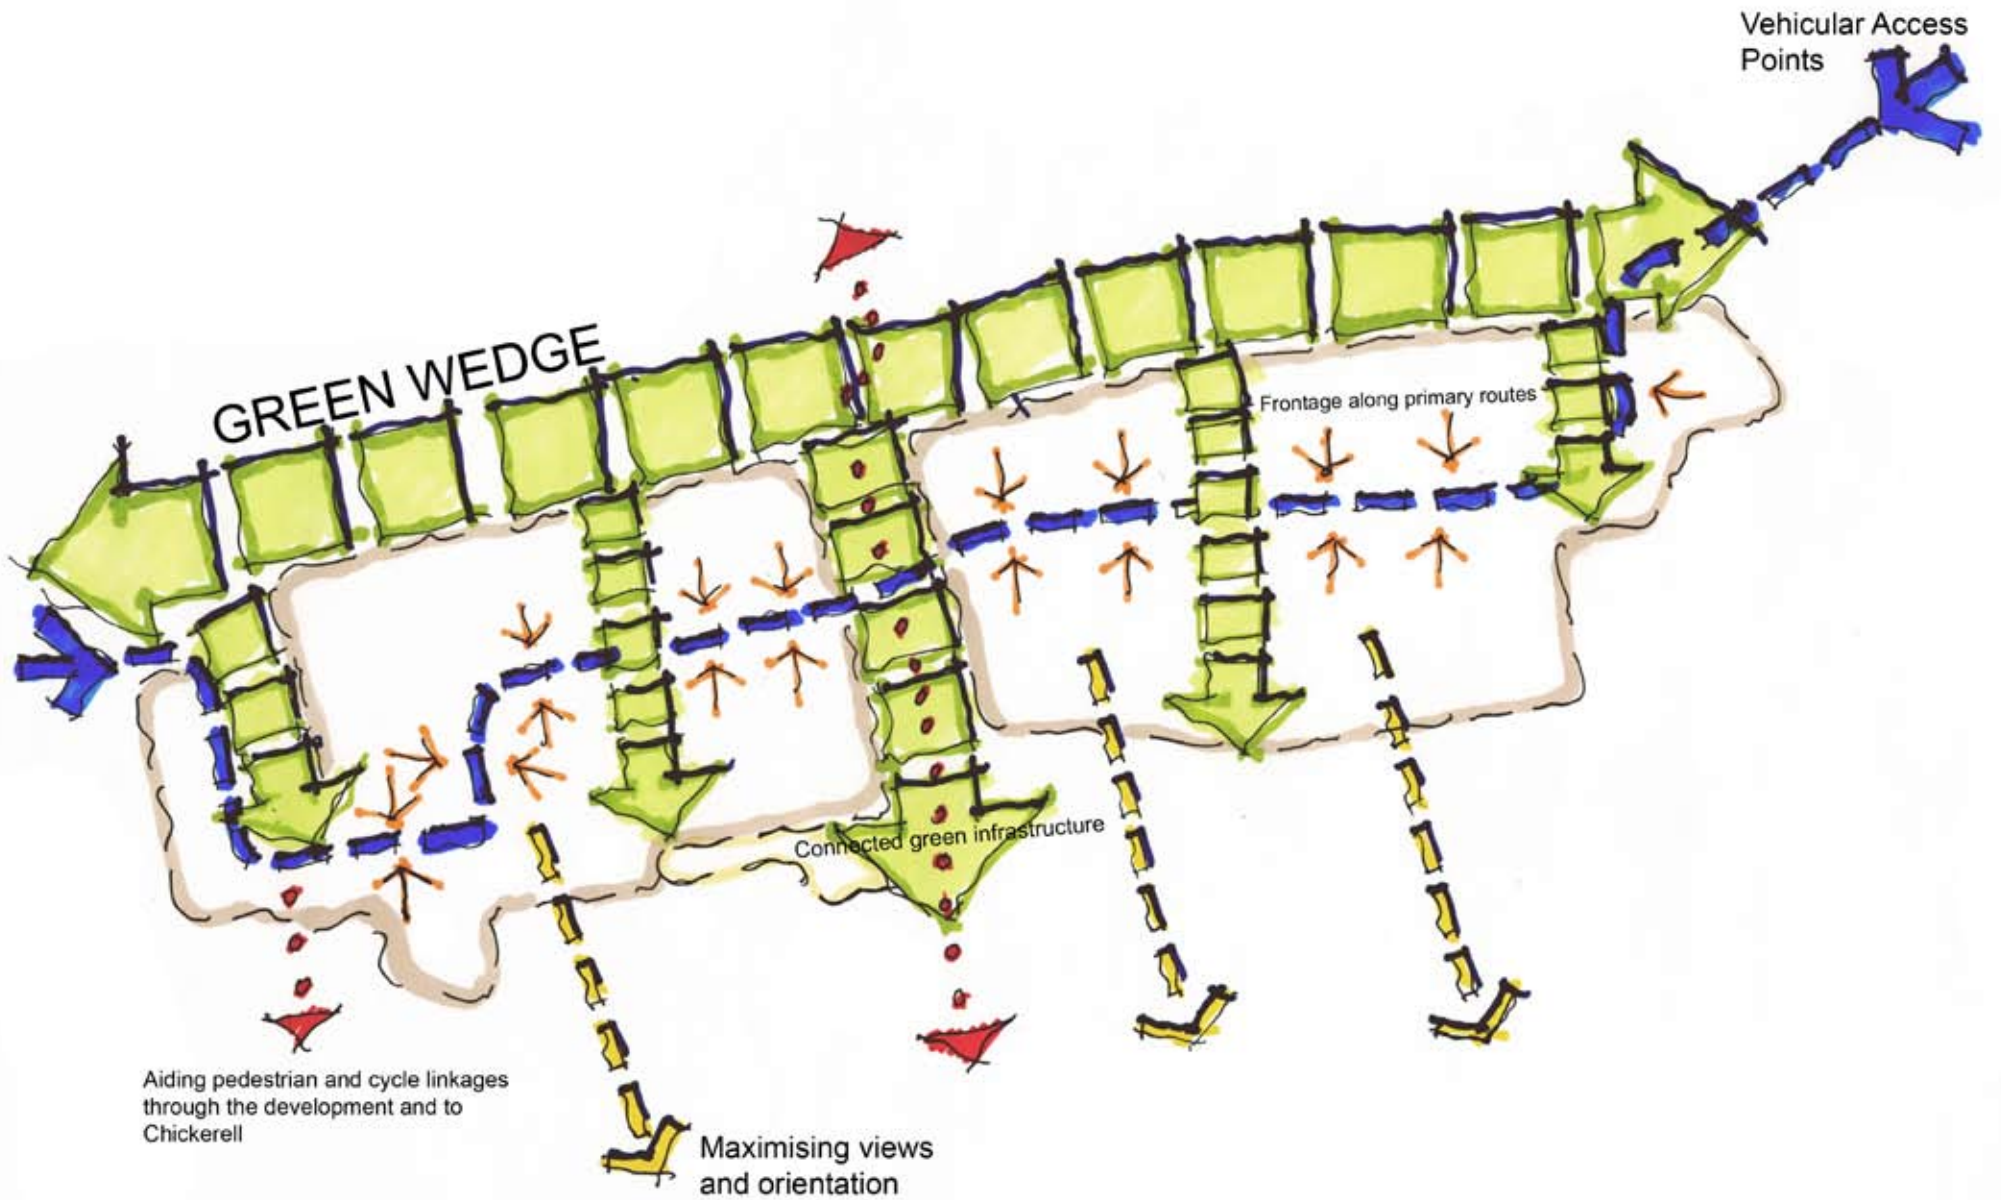 Vehicular Access
Points
GREEN WEDGE
Frontage along primary routes
Connected green infrastructure
Aiding pedestrian and cycle linkages
through the development and to
Chickerell
Maximising views
and orientation